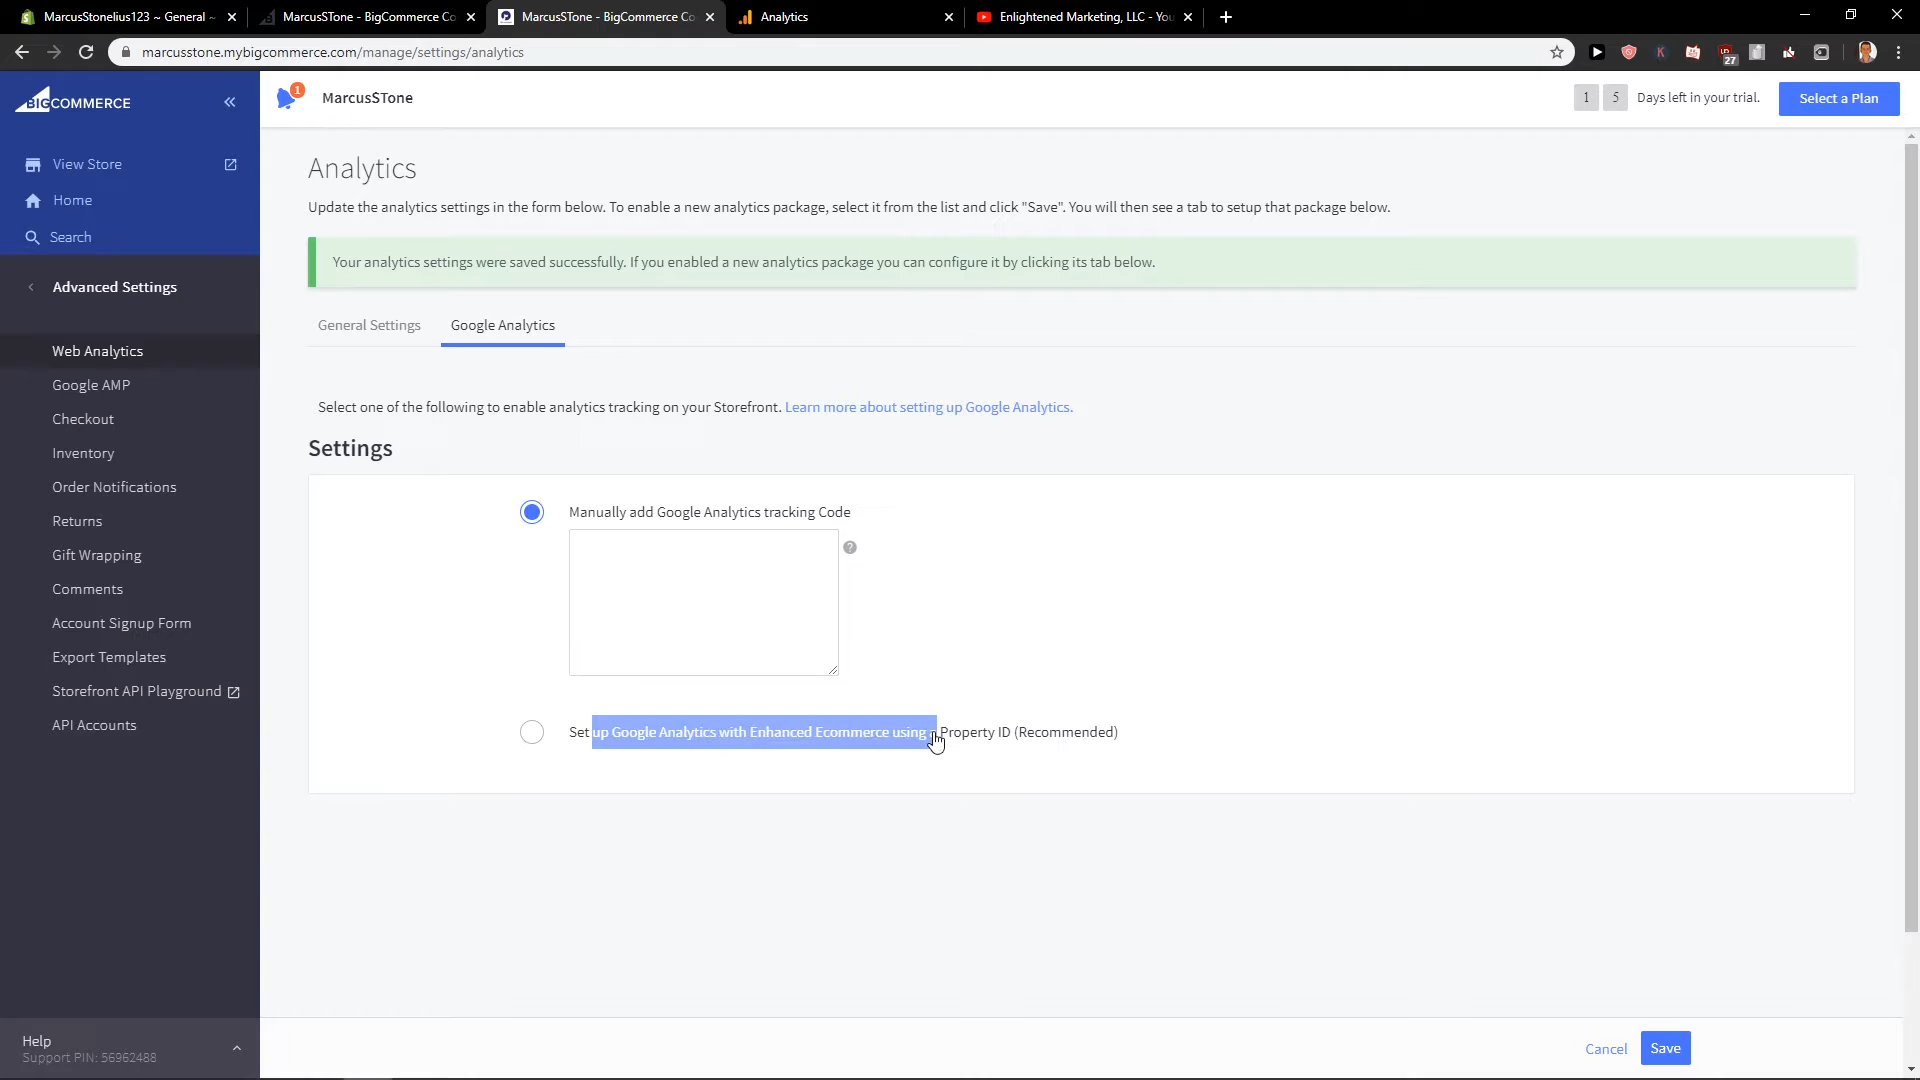 MarcusStonelius123 ~ General ~
MarcusSTone - BigCommerce Co
MarcusSTone - BigCommerce Co
Analytics
Enlightened Marketing, LLC - You
marcusstone.mybigcommerce.com/manage/settings/analytics
27
BIGCOMMERCE
1
MarcusSTone
1 5 Days left in your trial.
Select a Plan
View Store
Home
Search
Advanced Settings
Web Analytics
Google AMP
Checkout
Inventory
Order Notifications
Returns
Gift Wrapping
Comments
Account Signup Form
Export Templates
Storefront API Playground
API Accounts
Help
Support PIN: 56962488
Analytics
Update the analytics settings in the form below. To enable a new analytics package, select it from the list and click "Save". You will then see a tab to setup that package below.
Your analytics settings were saved successfully. If you enabled a new analytics package you can configure it by clicking its tab below.
General Settings
Google Analytics
Select one of the following to enable analytics tracking on your Storefront. Learn more about setting up Google Analytics.
Settings
Manually add Google Analytics tracking Code
?
Set up Google Analytics with Enhanced Ecommerce using a Property ID (Recommended)
Cancel
Save